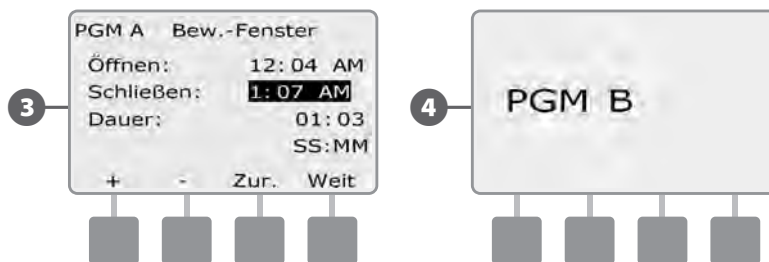 3
PGM A Bew.-Fenster
Öffnen: 12:04 AM
Schließen: 1:07 AM
Dauer: 01:03
SS:MM
+ - Zur. Weit
4
PGM B